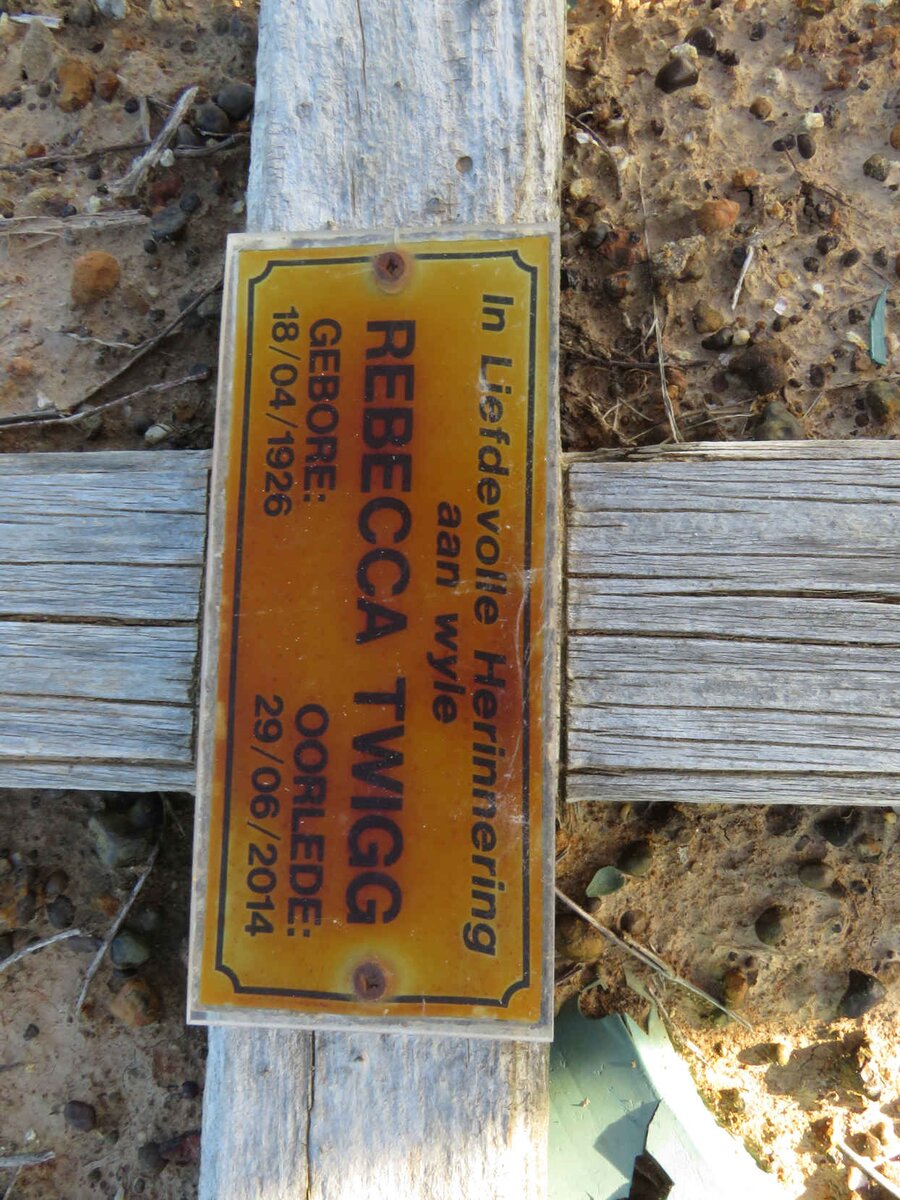 In Liefdevolle Herinnering
aan wyle
REBECCA TWIGG
GEBORE: OORLEDE:
18/04/1926 29/06/2014